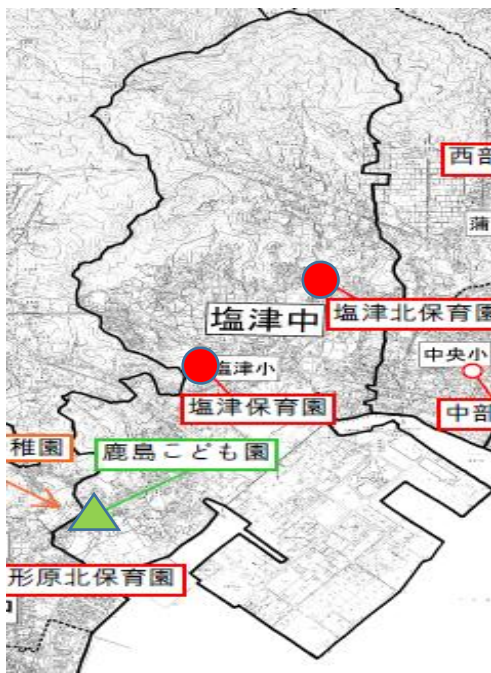 西部
蒲
塩津中
塩津北保育園
中央小
塩津小
塩津保育園
中部
稚園
鹿島こども園
形原北保育園